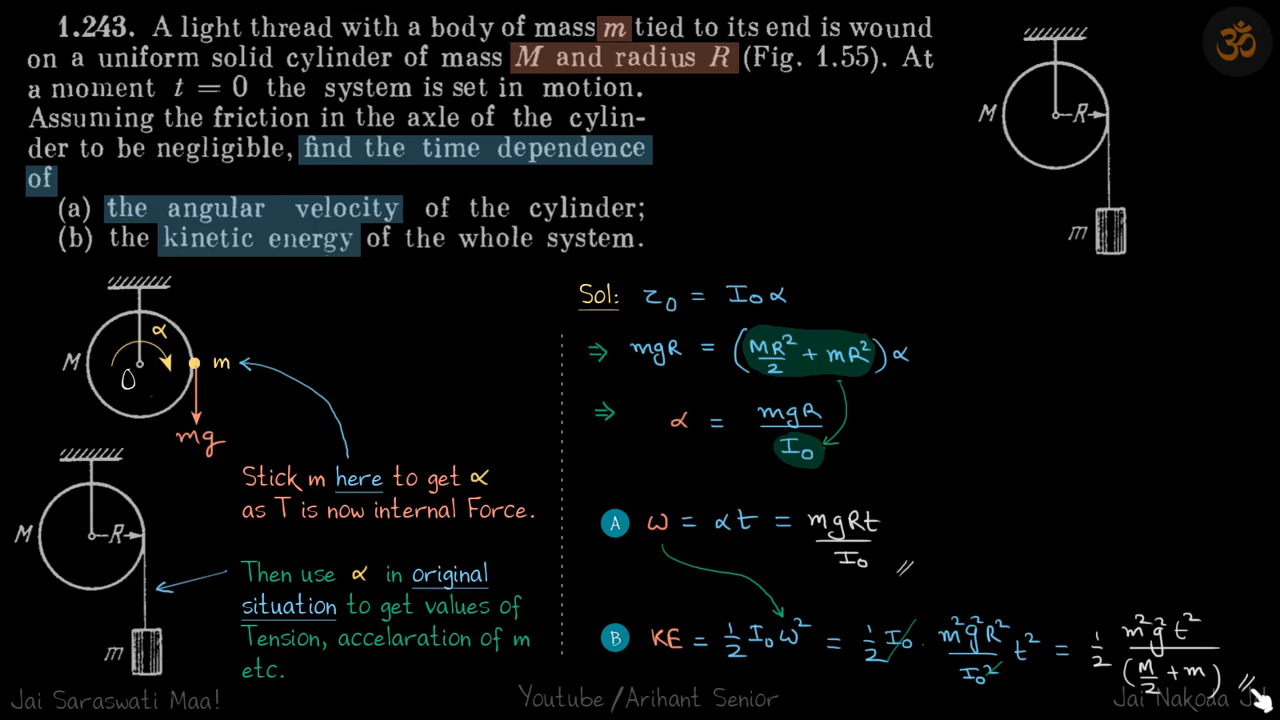 1.243. A light thread with a body of mass m tied to its end is wound
on a uniform solid cylinder of mass M and radius R (Fig. 1.55). At
a moment t = 0 the system is set in motion.
Assuming the friction in the axle of the cylin-
der to be negligible, find the time dependence
of
(a) the angular velocity of the cylinder;
(b) the kinetic energy of the whole system.
ॐ
M
R
m
M
α
m
O
mg
M
R
m
Stick m here to get α
as T is now internal Force.
Then use α in original
situation to get values of
Tension, accelaration of m
etc.
Sol: τ₀ = I₀α
⇒ mgR = (MR²/2 + mR²) α
⇒ α = mgR/I₀
A ω = αt = mgRt/I₀ //
B KE = 1/2 I₀ω² = 1/2 I₀ · m²g²R²/I₀² t² = 1/2 m²g²t²/(M/2 + m) //
Jai Saraswati Maa!
Youtube/Arihant Senior
Jai Nakoda J